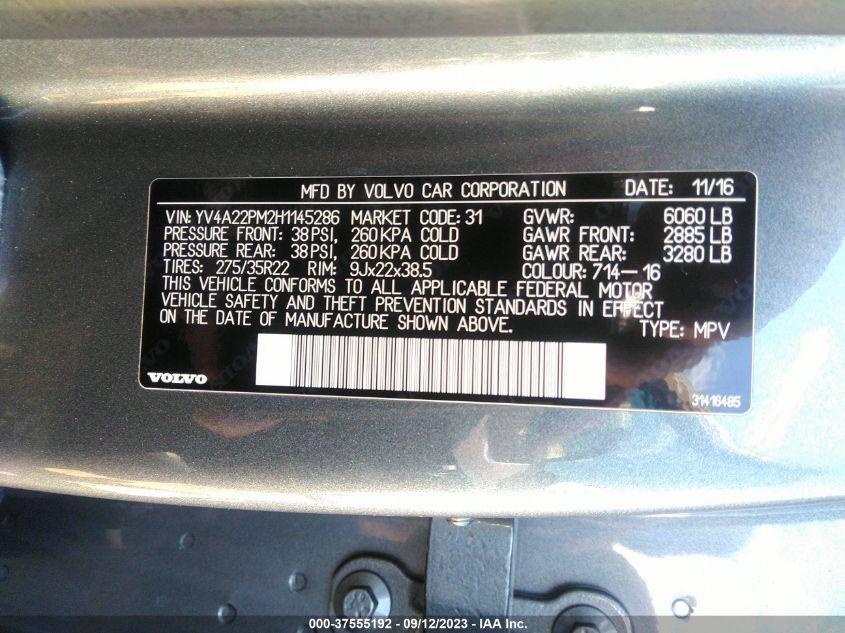 MFD BY VOLVO CAR CORPORATION DATE: 11/16
VIN: YV4A22PM2H1145286 MARKET CODE: 31 GVWR: 6060 LB
PRESSURE FRONT: 38 PSI, 260 KPA COLD GAWR FRONT: 2885 LB
PRESSURE REAR: 38 PSI, 260 KPA COLD GAWR REAR: 3280 LB
TIRES: 275/35R22 RIM: 9Jx22x38.5 COLOUR: 714-16
THIS VEHICLE CONFORMS TO ALL APPLICABLE FEDERAL MOTOR
VEHICLE SAFETY AND THEFT PREVENTION STANDARDS IN EFFECT
ON THE DATE OF MANUFACTURE SHOWN ABOVE. TYPE: MPV
VOLVO
31416485
000-37555192 - 09/12/2023 - IAA Inc.